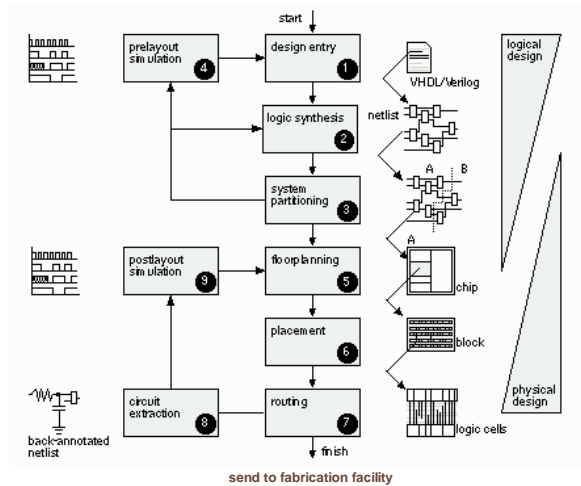 start
prelayout
simulation
4
design entry
1
logical
design
VHDL/Verilog
logic synthesis
2
netlist
A
B
system
partitioning
3
A
postlayout
simulation
9
floorplanning
5
chip
placement
6
block
physical
design
circuit
extraction
8
routing
7
logic cells
back-annotated
netlist
finish
send to fabrication facility